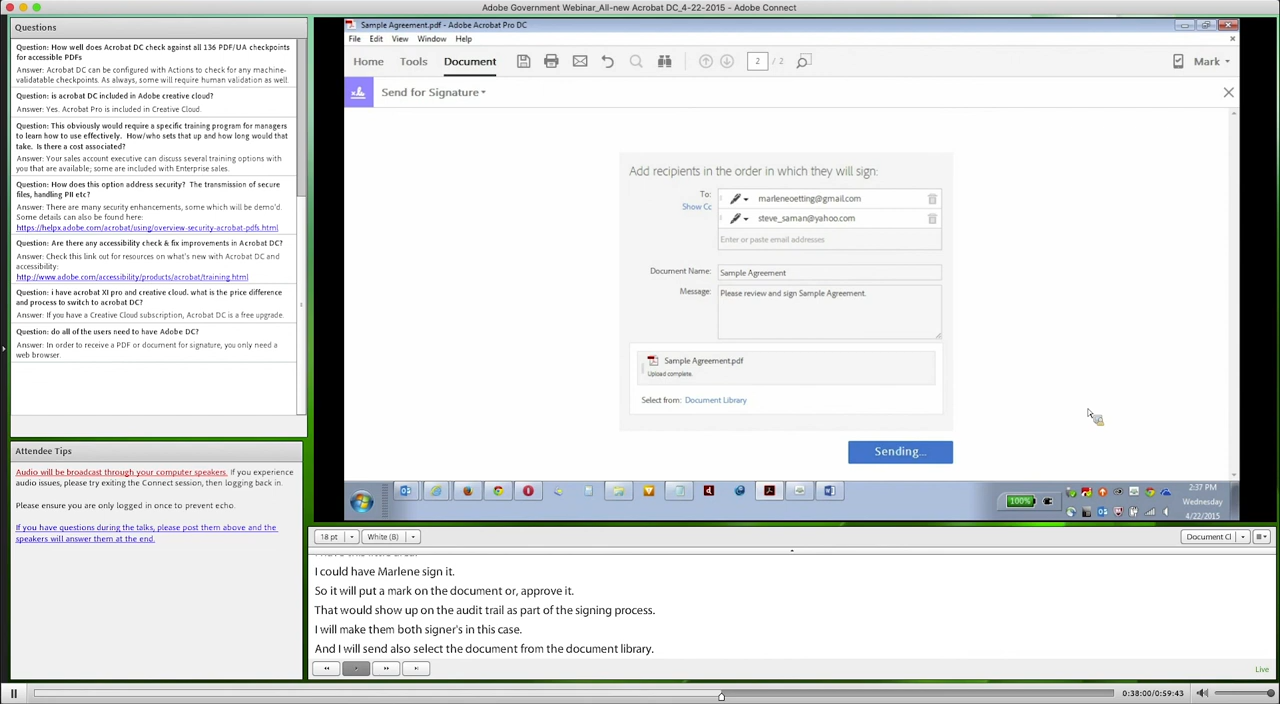 Adobe Government Webinar_All-new Acrobat DC_4-22-2015 - Adobe Connect
Questions
Question: How well does Acrobat DC check against all 136 PDF/UA checkpoints
for accessible PDFs
Answer: Acrobat DC can be configured with Actions to check for any machine-
validatable checkpoints. As always, some will require human validation as well.
Question: is acrobat DC included in Adobe creative cloud?
Answer: Yes. Acrobat Pro is included in Creative Cloud.
Question: This obviously would require a specific training program for managers
to learn how to use effectively. How/who sets that up and how long would that
take. Is there a cost associated?
Answer: Your sales account executive can discuss several training options with
you that are available; some are included with Enterprise sales.
Question: How does this option address security? The transmission of secure
files, handling PII etc?
Answer: There are many security enhancements, some which will be demo'd.
Some details can also be found here:
https://helpx.adobe.com/acrobat/using/overview-security-acrobat-pdfs.html
Question: Are there any accessibility check & fix improvements in Acrobat DC?
Answer: Check this link out for resources on what's new with Acrobat DC and
accessibility:
http://www.adobe.com/accessibility/products/acrobat/training.html
Question: i have acrobat XI pro and creative cloud. what is the price difference
and process to switch to acrobat DC?
Answer: If you have a Creative Cloud subscription, Acrobat DC is a free upgrade.
Question: do all of the users need to have Adobe DC?
Answer: In order to receive a PDF or document for signature, you only need a
web browser.
Attendee Tips
Audio will be broadcast through your computer speakers. If you experience
audio issues, please try exiting the Connect session, then logging back in.
Please ensure you are only logged in once to prevent echo.
If you have questions during the talks, please post them above and the
speakers will answer them at the end.
Sample Agreement.pdf - Adobe Acrobat Pro DC
File Edit View Window Help
Home Tools Document 2 / 2 Mark
Send for Signature
Add recipients in the order in which they will sign:
To: marleneoetting@gmail.com
Show Cc
steve_saman@yahoo.com
Enter or paste email addresses
Document Name: Sample Agreement
Message: Please review and sign Sample Agreement.
Sample Agreement.pdf
Upload complete.
Select from: Document Library
Sending...
100%
2:37 PM
Wednesday
4/22/2015
18 pt White (B) Document Cl
I could have Marlene sign it.
So it will put a mark on the document or, approve it.
That would show up on the audit trail as part of the signing process.
I will make them both signer's in this case.
And I will send also select the document from the document library.
Live
0:38:00/0:59:43